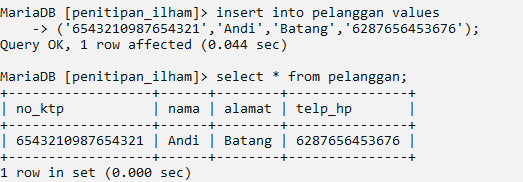 MariaDB [penitipan_ilham]> insert into pelanggan values
    -> ('6543210987654321','Andi','Batang','6287656453676');
Query OK, 1 row affected (0.044 sec)

MariaDB [penitipan_ilham]> select * from pelanggan;
+------------------+------+--------+---------------+
| no_ktp           | nama | alamat | telp_hp       |
+------------------+------+--------+---------------+
| 6543210987654321 | Andi | Batang | 6287656453676 |
+------------------+------+--------+---------------+
1 row in set (0.000 sec)